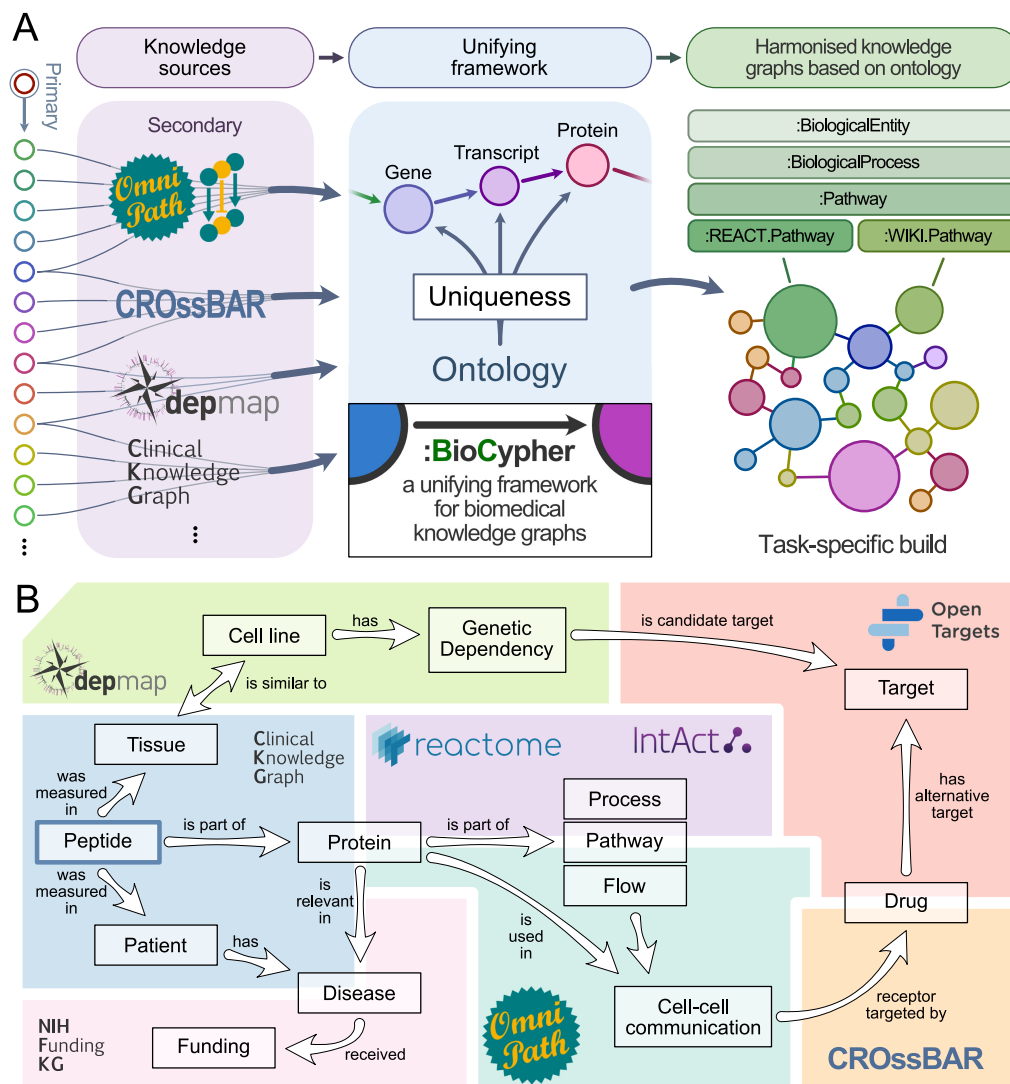 A
Knowledge
sources
Unifying
framework
Harmonised knowledge
graphs based on ontology
Primary
Secondary
Omni
Path
CROssBAR
depmap
Clinical
Knowledge
Graph
...
...
Gene
Transcript
Protein
Uniqueness
Ontology
:BioCypher
a unifying framework
for biomedical
knowledge graphs
:BiologicalEntity
:BiologicalProcess
:Pathway
:REACT.Pathway
:WIKI.Pathway
Task-specific build
B
depmap
Cell line
has
Genetic
Dependency
is candidate target
Open
Targets
Target
is similar to
Tissue
Clinical
Knowledge
Graph
reactome
IntAct
was
measured
in
Peptide
is part of
Protein
is part of
Process
Pathway
Flow
has
alternative
target
was
measured
in
Patient
has
is
relevant
in
Disease
is
used
in
Drug
Cell-cell
communication
receptor
targeted by
NIH
Funding
KG
Funding
received
Omni
Path
CROssBAR